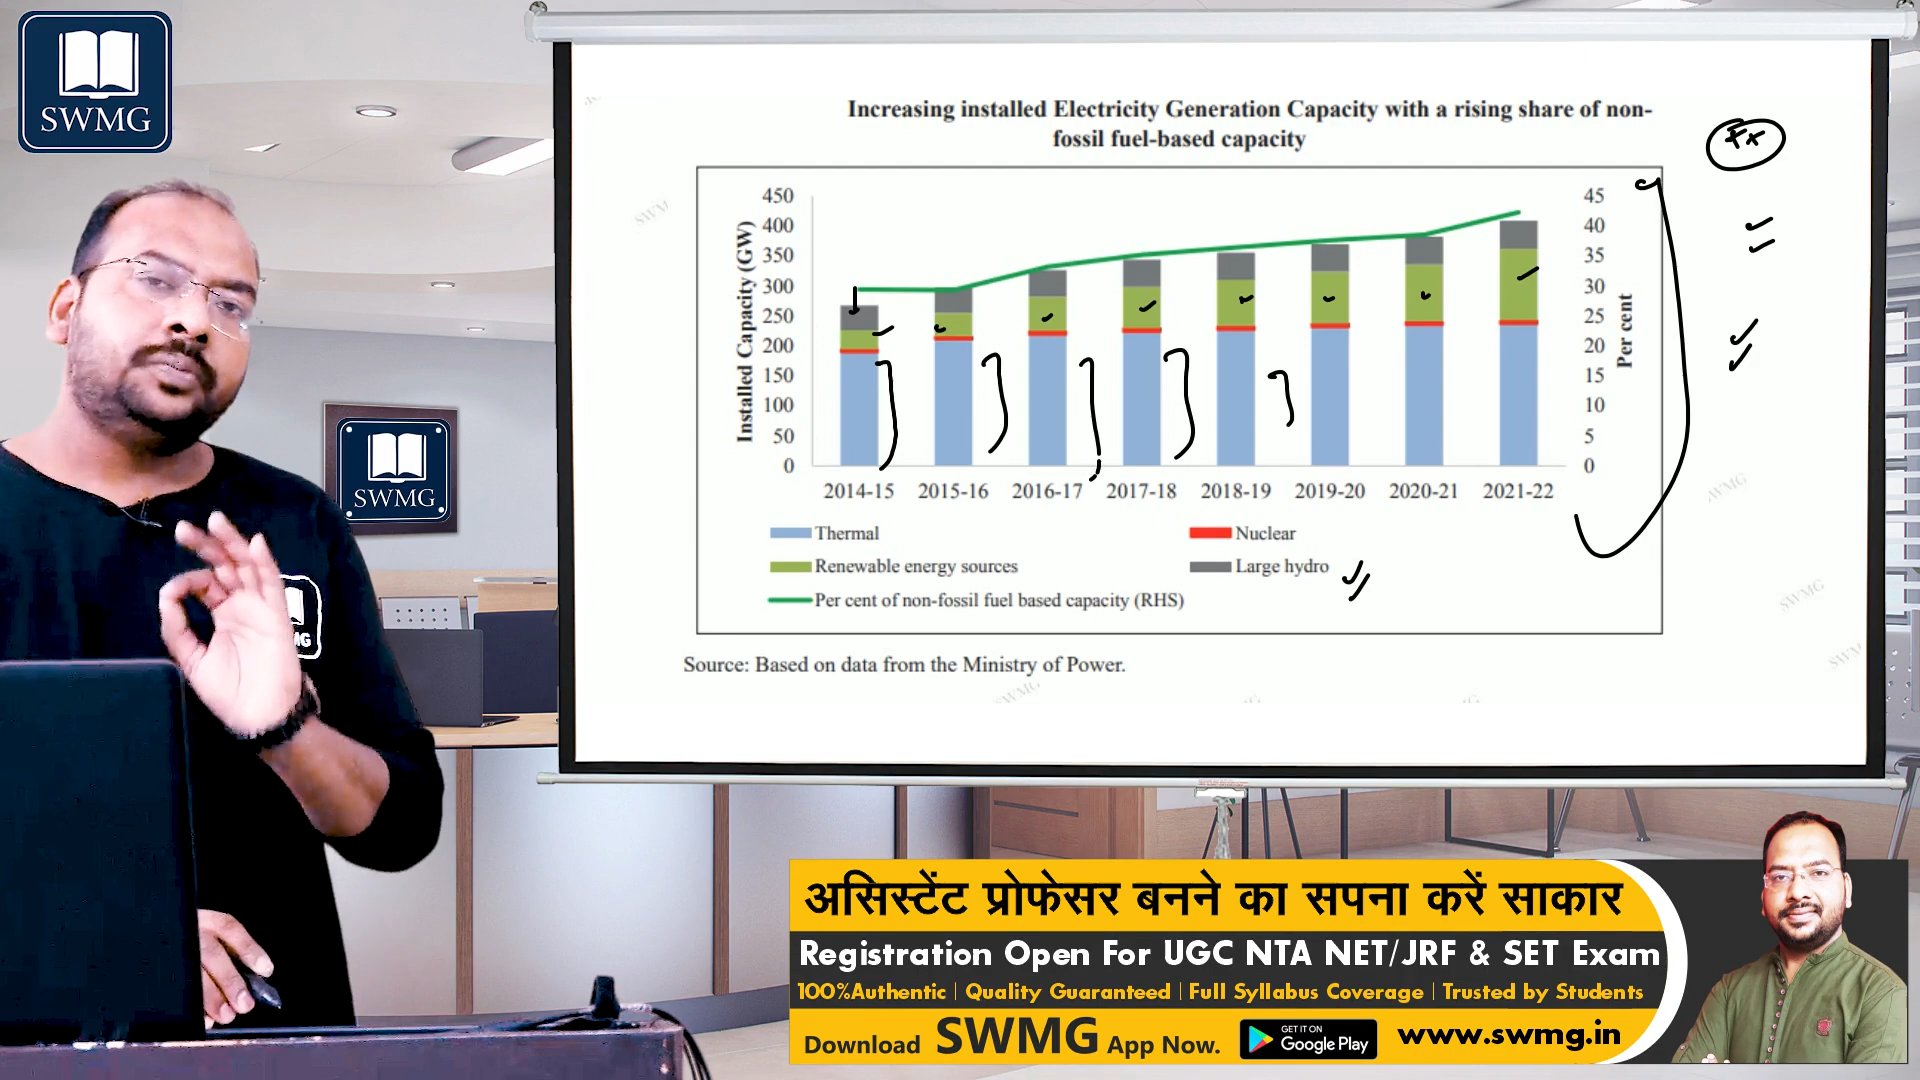 SWMG
Increasing installed Electricity Generation Capacity with a rising share of non-
fossil fuel-based capacity
Installed Capacity (GW)
450
400
350
300
250
200
150
100
50
0
45
40
35
30
25
20
15
10
5
0
Per cent
2014-15 2015-16 2016-17 2017-18 2018-19 2019-20 2020-21 2021-22
Thermal
Nuclear
Renewable energy sources
Large hydro
Per cent of non-fossil fuel based capacity (RHS)
Source: Based on data from the Ministry of Power.
SWMG
असिस्टेंट प्रोफेसर बनने का सपना करें साकार
Registration Open For UGC NTA NET/JRF & SET Exam
100%Authentic | Quality Guaranteed | Full Syllabus Coverage | Trusted by Students
Download SWMG App Now.
GET IT ON
Google Play
www.swmg.in